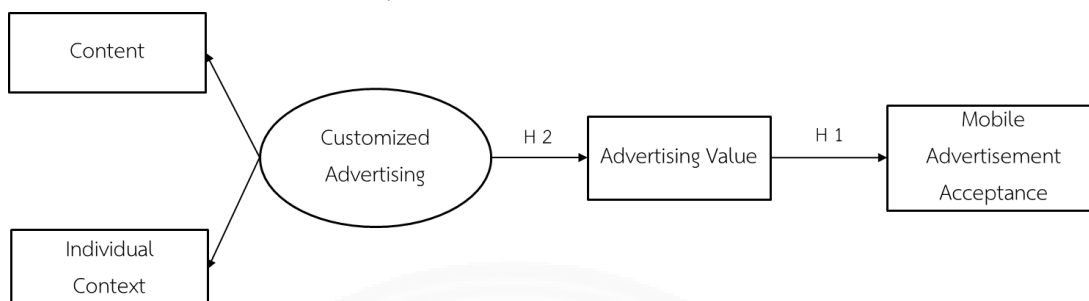 Content
Customized
Advertising
H 2
Advertising Value
H 1
Mobile
Advertisement
Acceptance
Individual
Context